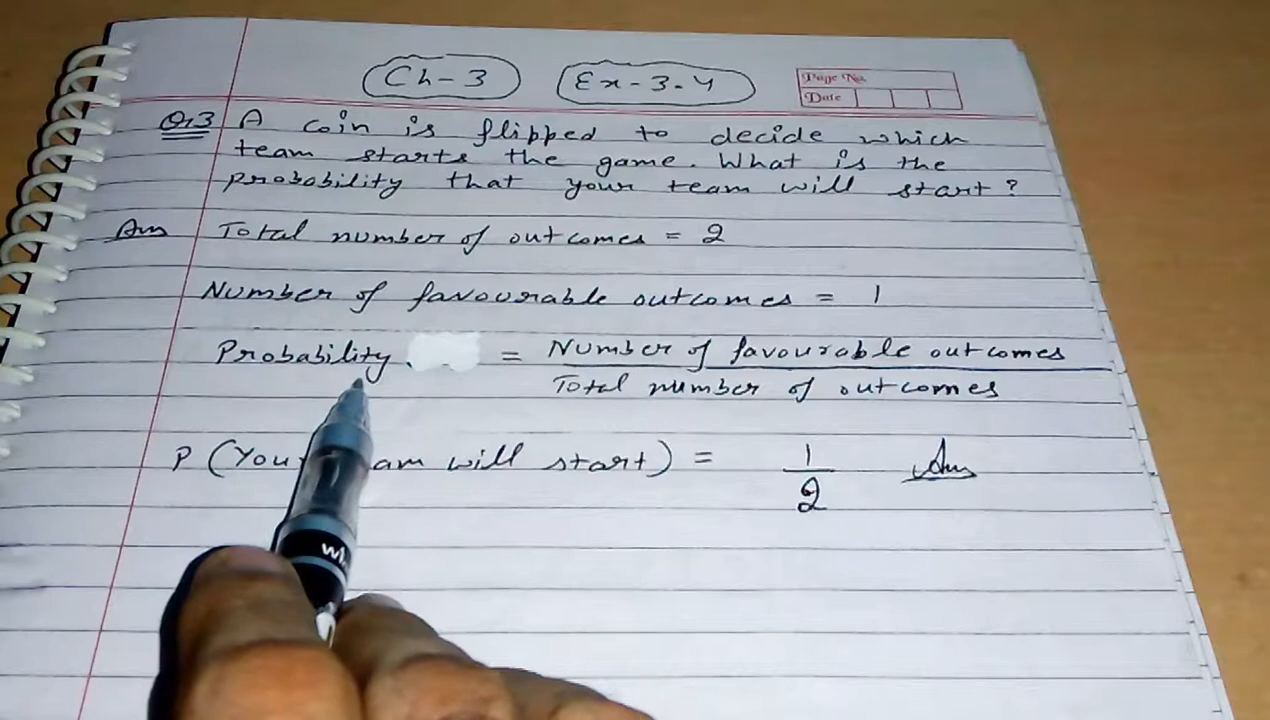 Ch-3 Ex-3.4
Page No.
Date
Q.3 A coin is flipped to decide which
team starts the game. What is the
probability that your team will start?
Ans Total number of outcomes = 2
Number of favourable outcomes = 1
Probability = Number of favourable outcomes
Total number of outcomes
P (You am will start) = 1/2 Ans